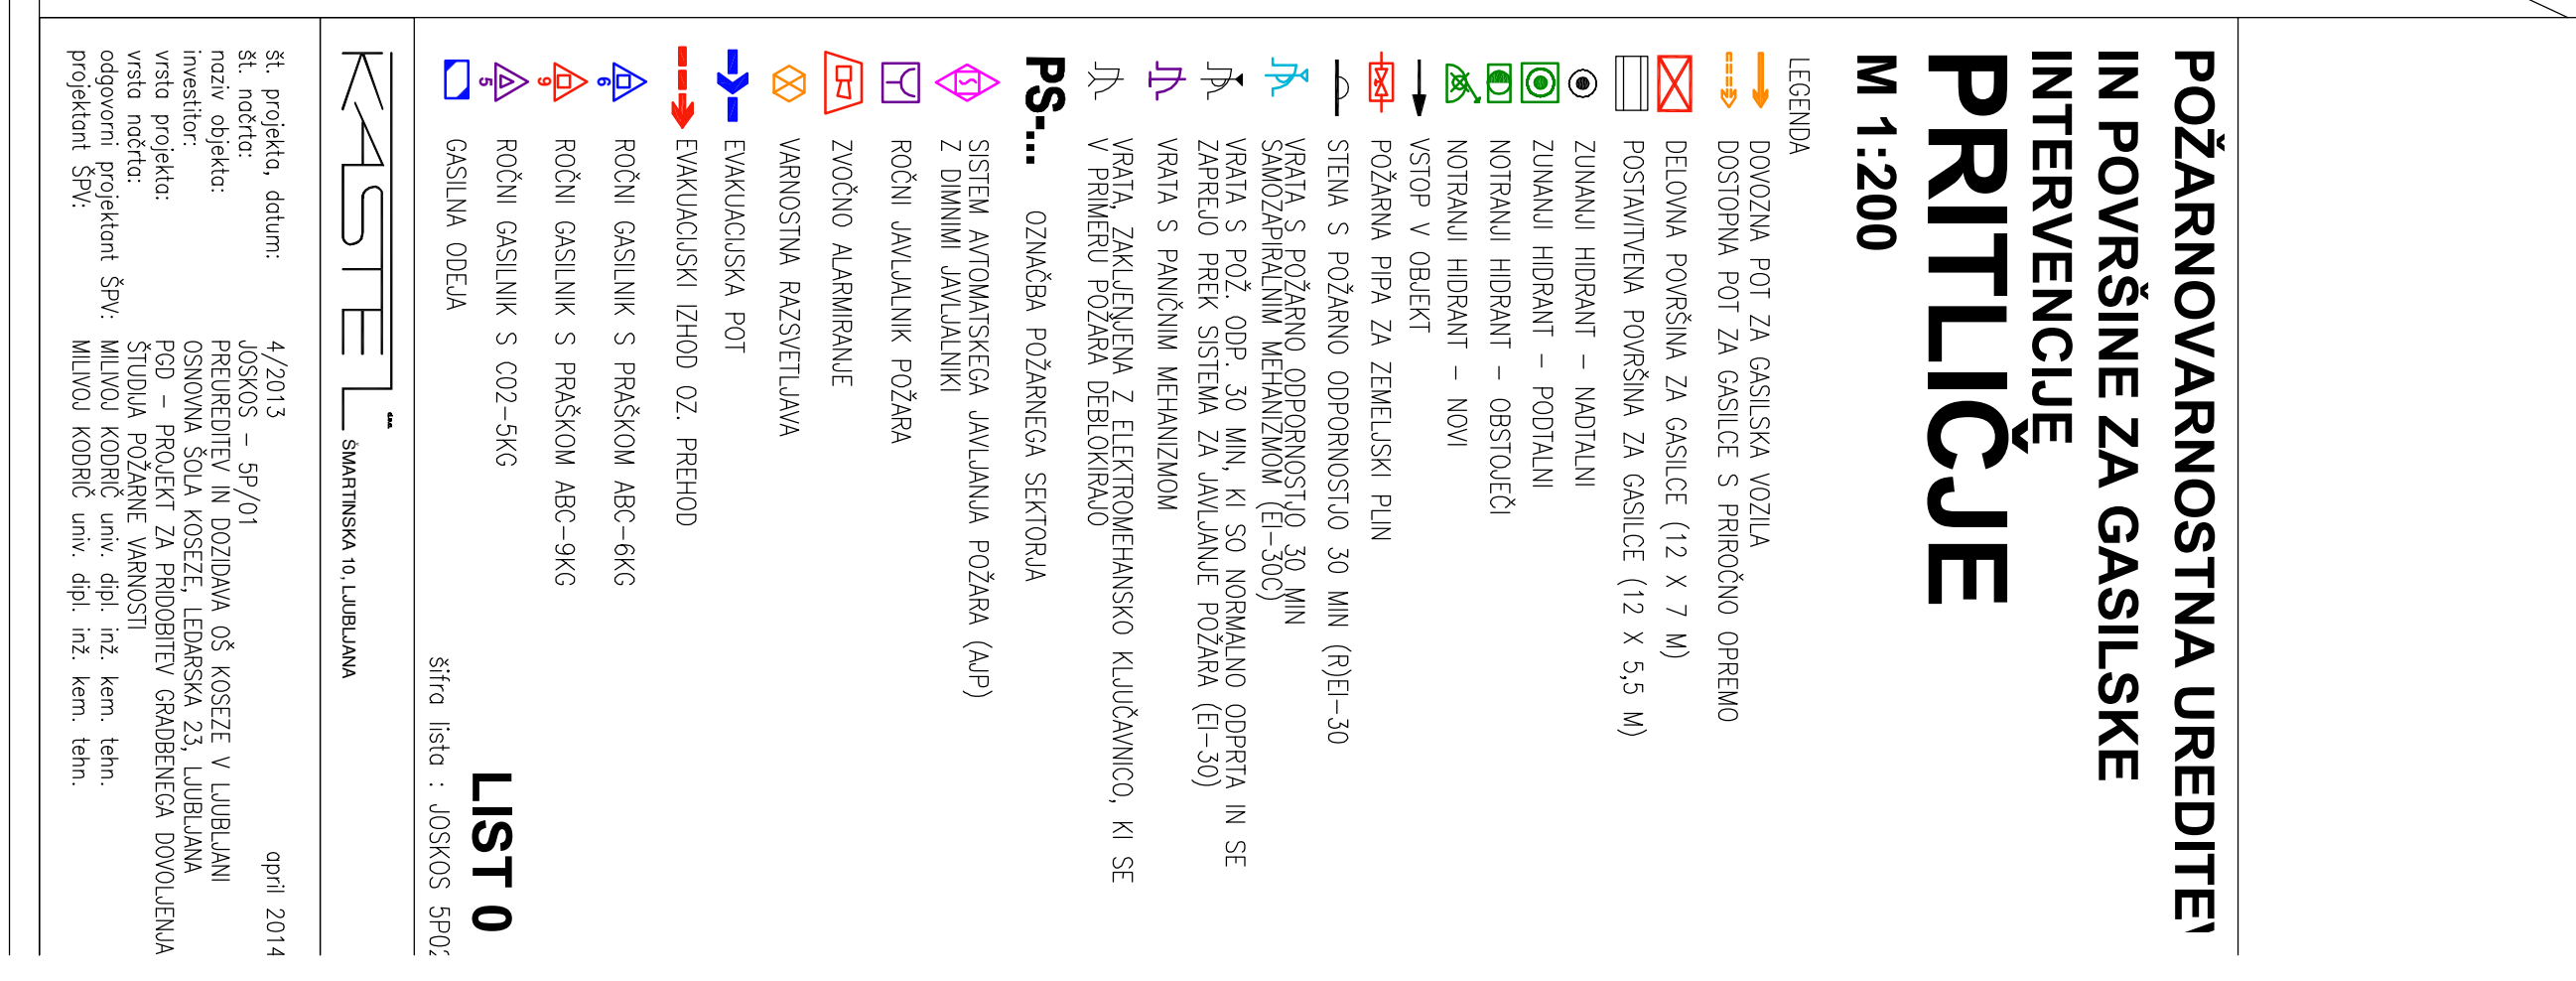 POŽARNOVARNOSTNA UREDITEV
IN POVRŠINE ZA GASILSKE
INTERVENCIJE
PRITLIČJE
M 1:200
LEGENDA
DOVOZNA POT ZA GASILSKA VOZILA
DOSTOPNA POT ZA GASILCE S PRIROČNO OPREMO
DELOVNA POVRŠINA ZA GASILCE (12 X 7 M)
POSTAVITVENA POVRŠINA ZA GASILCE (12 X 5,5 M)
ZUNANJI HIDRANT – NADTALNI
ZUNANJI HIDRANT – PODTALNI
NOTRANJI HIDRANT – OBSTOJEČI
NOTRANJI HIDRANT – NOVI
VSTOP V OBJEKT
POŽARNA PIPA ZA ZEMELJSKI PLIN
STENA S POŽARNO ODPORNOSTJO 30 MIN (R)EI-30
VRATA S POŽARNO ODPORNOSTJO 30 MIN
SAMOZAPIRALNIM MEHANIZMOM (EI-30C)
VRATA S POŽ. ODP. 30 MIN, KI SO NORMALNO ODPRTA IN SE
ZAPREJO PREK SISTEMA ZA JAVLJANJE POŽARA (EI-30)
VRATA S PANIČNIM MEHANIZMOM
VRATA, ZAKLJENJENA Z ELEKTROMEHANSKO KLJUČAVNICO, KI SE
V PRIMERU POŽARA DEBLOKIRAJO
PS-... OZNAČBA POŽARNEGA SEKTORJA
SISTEM AVTOMATSKEGA JAVLJANJA POŽARA (AJP)
Z DIMNIMI JAVLJALNIKI
ROČNI JAVLJALNIK POŽARA
ZVOČNO ALARMIRANJE
VARNOSTNA RAZSVETLJAVA
EVAKUACIJSKA POT
EVAKUACIJSKI IZHOD OZ. PREHOD
6 ROČNI GASILNIK S PRAŠKOM ABC-6KG
9 ROČNI GASILNIK S PRAŠKOM ABC-9KG
5 ROČNI GASILNIK S CO2-5KG
GASILNA ODEJA
LIST 0
šifra lista : JOSKOS 5P02
KASTEL d.o.o. ŠMARTINSKA 10, LJUBLJANA
št. projekta, datum: 4/2013 april 2014
št. načrta: JOSKOS – 5P/01
naziv objekta: PREUREDITEV IN DOZIDAVA OŠ KOSEZE V LJUBLJANI
investitor: OSNOVNA ŠOLA KOSEZE, LEDARSKA 23, LJUBLJANA
vrsta projekta: PGD – PROJEKT ZA PRIDOBITEV GRADBENEGA DOVOLJENJA
vrsta načrta: ŠTUDIJA POŽARNE VARNOSTI
odgovorni projektant ŠPV: MILIVOJ KODRIČ univ. dipl. inž. kem. tehn.
projektant ŠPV: MILIVOJ KODRIČ univ. dipl. inž. kem. tehn.